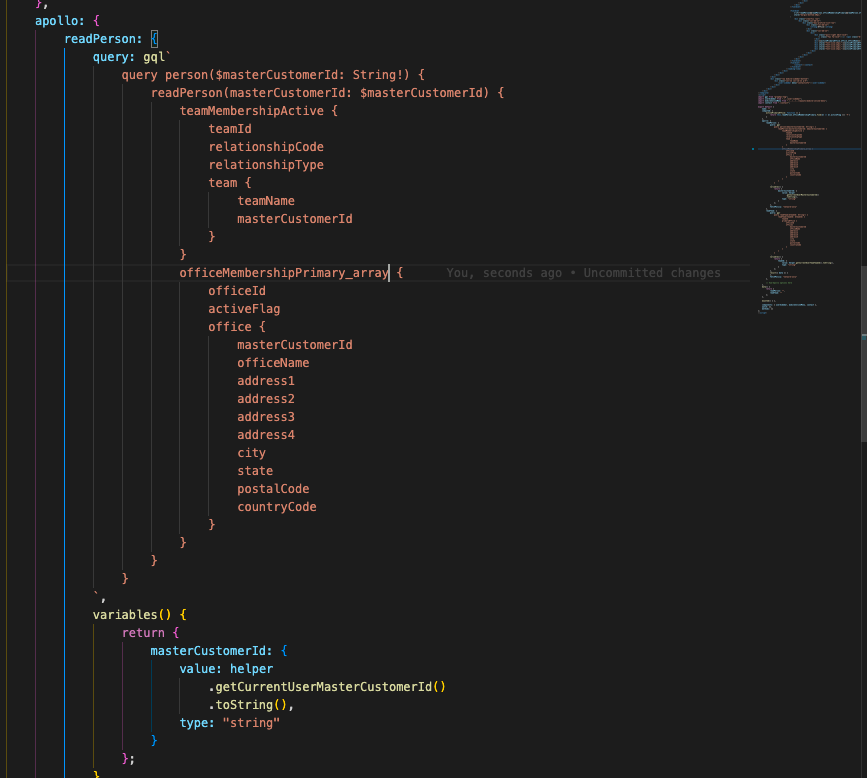 },
apollo: {
readPerson: {
query: gql`
query person($masterCustomerId: String!) {
readPerson(masterCustomerId: $masterCustomerId) {
teamMembershipActive {
teamId
relationshipCode
relationshipType
team {
teamName
masterCustomerId
}
}
officeMembershipPrimary_array { You, seconds ago • Uncommitted changes
officeId
activeFlag
office {
masterCustomerId
officeName
address1
address2
address3
address4
city
state
postalCode
countryCode
}
}
}
}
`,
variables() {
return {
masterCustomerId: {
value: helper
.getCurrentUserMasterCustomerId()
.toString(),
type: "string"
}
};
}